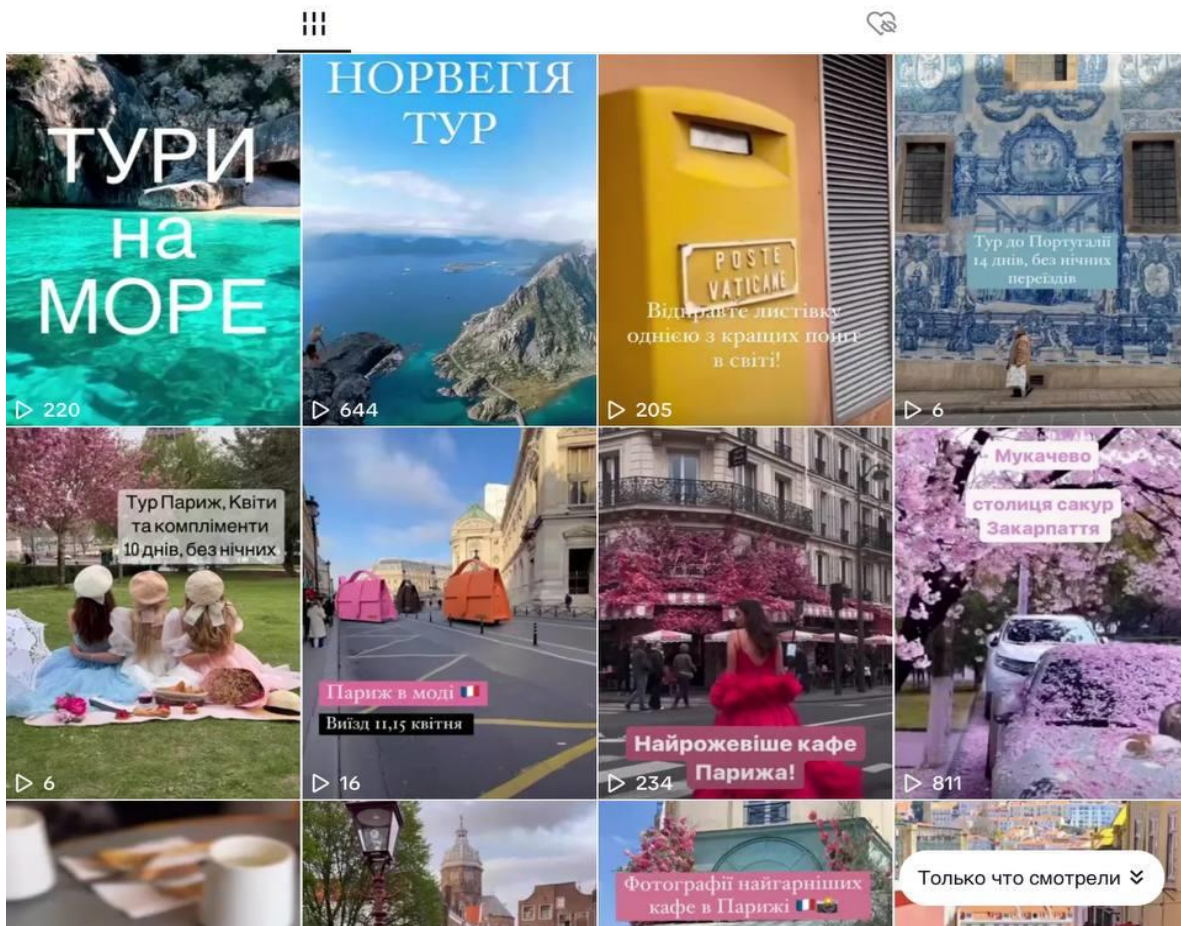 ТУРИ
на
МОРЕ
220
НОРВЕГІЯ
ТУР
644
POSTE
VATICANE
Відправте листівку
однією з кращих пошт
в світі!
205
Тур до Португалії
14 днів, без нічних
переїздів
6
Тур Париж, Квіти
та компліменти
10 днів, без нічних
6
Париж в моді
Виїзд 11,15 квітня
16
Найрожевіше кафе
Парижа!
234
Мукачево
столиця сакур
Закарпаття
811
Фотографії найгарніших
кафе в Парижі
Только что смотрели